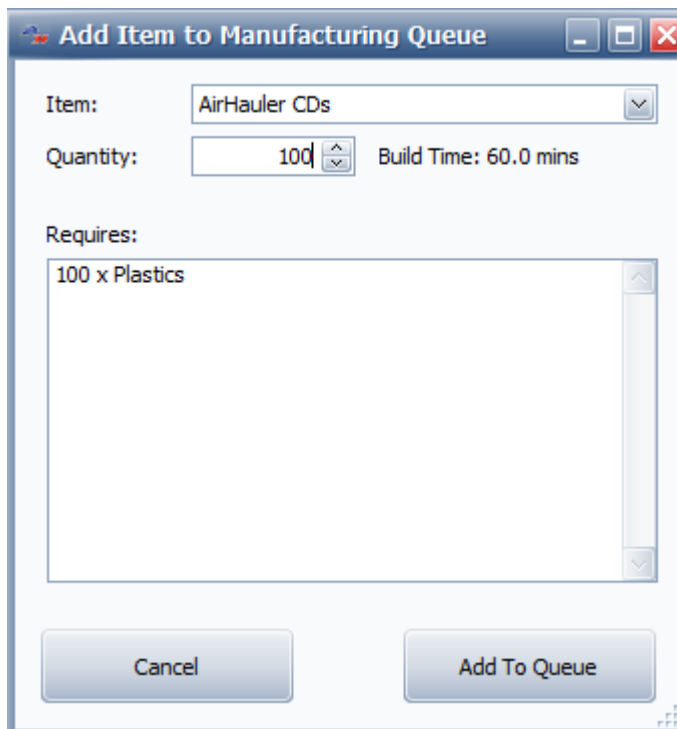 Add Item to Manufacturing Queue
Item: AirHauler CDs
Quantity: 100 Build Time: 60.0 mins
Requires:
100 x Plastics
Cancel Add To Queue